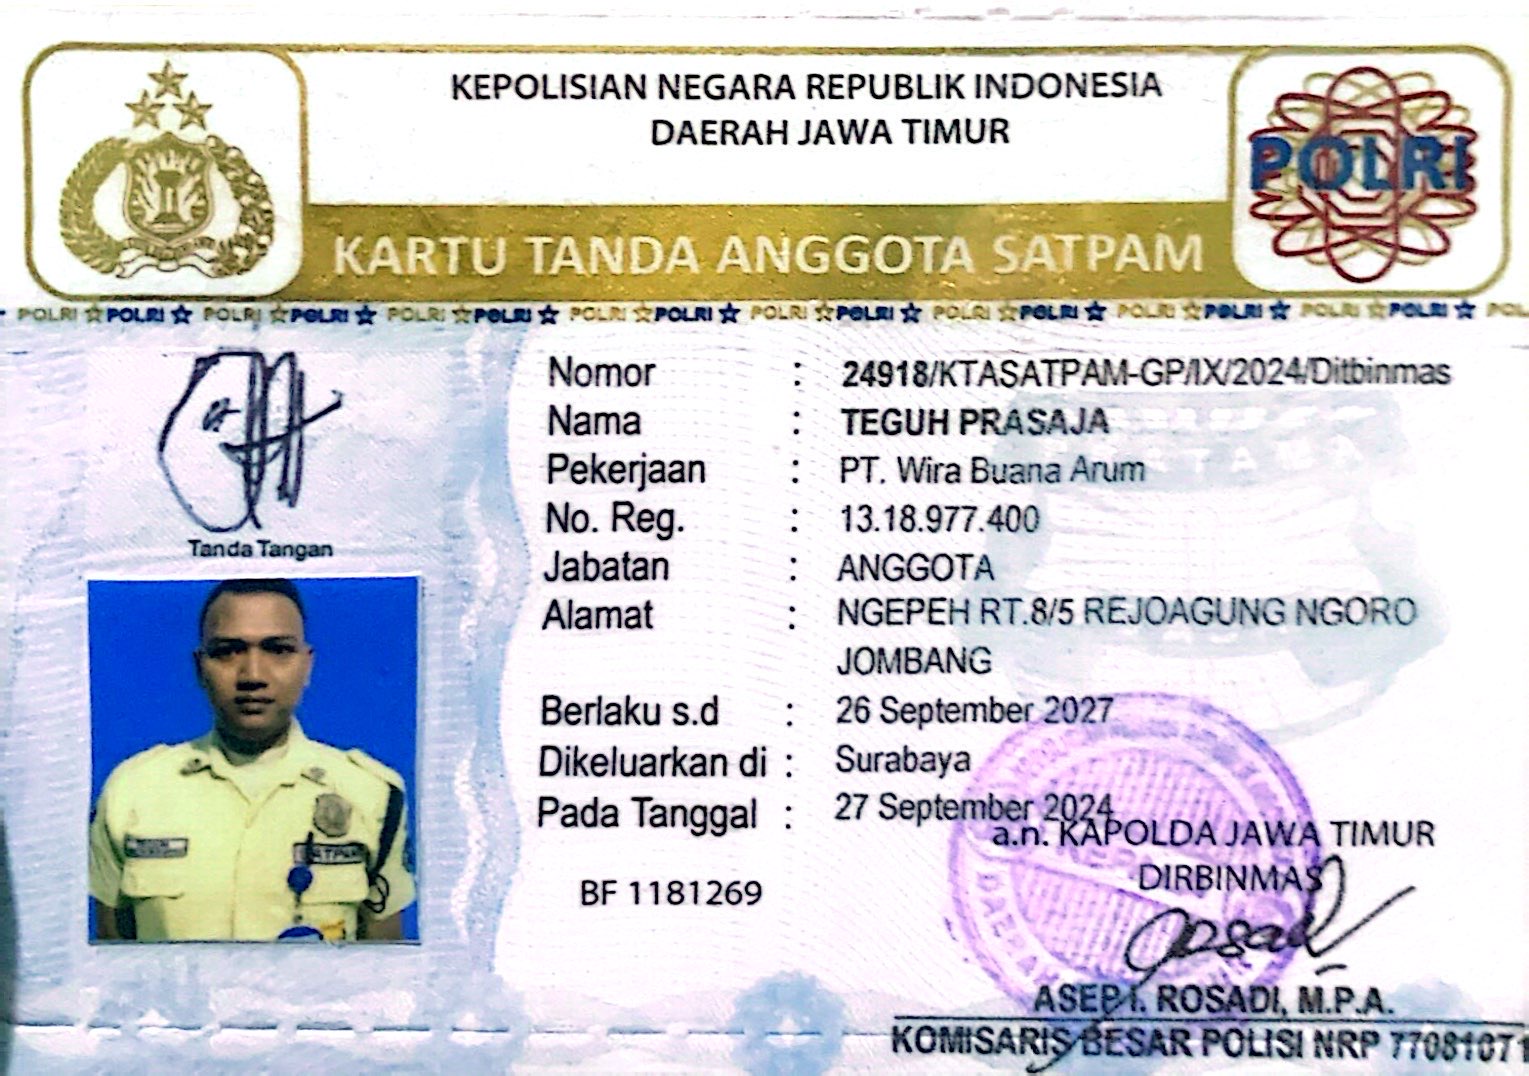 KEPOLISIAN NEGARA REPUBLIK INDONESIA
DAERAH JAWA TIMUR
POLRI
KARTU TANDA ANGGOTA SATPAM
POLRI POLRI POLRI POLRI POLRI POLRI POLRI POLRI POLRI POLRI POLRI POLRI POLRI POLRI POLRI POLRI
Tanda Tangan
Nomor : 24918/KTASATPAM-GP/IX/2024/Ditbinmas
Nama : TEGUH PRASAJA
Pekerjaan : PT. Wira Buana Arum
No. Reg. : 13.18.977.400
Jabatan : ANGGOTA
Alamat : NGEPEH RT.8/5 REJOAGUNG NGORO
JOMBANG
Berlaku s.d : 26 September 2027
Dikeluarkan di : Surabaya
Pada Tanggal : 27 September 2024
SATPAM
BF 1181269
a.n. KAPOLDA JAWA TIMUR
DIRBINMAS
ASEP I. ROSADI, M.P.A.
KOMISARIS BESAR POLISI NRP 77081071